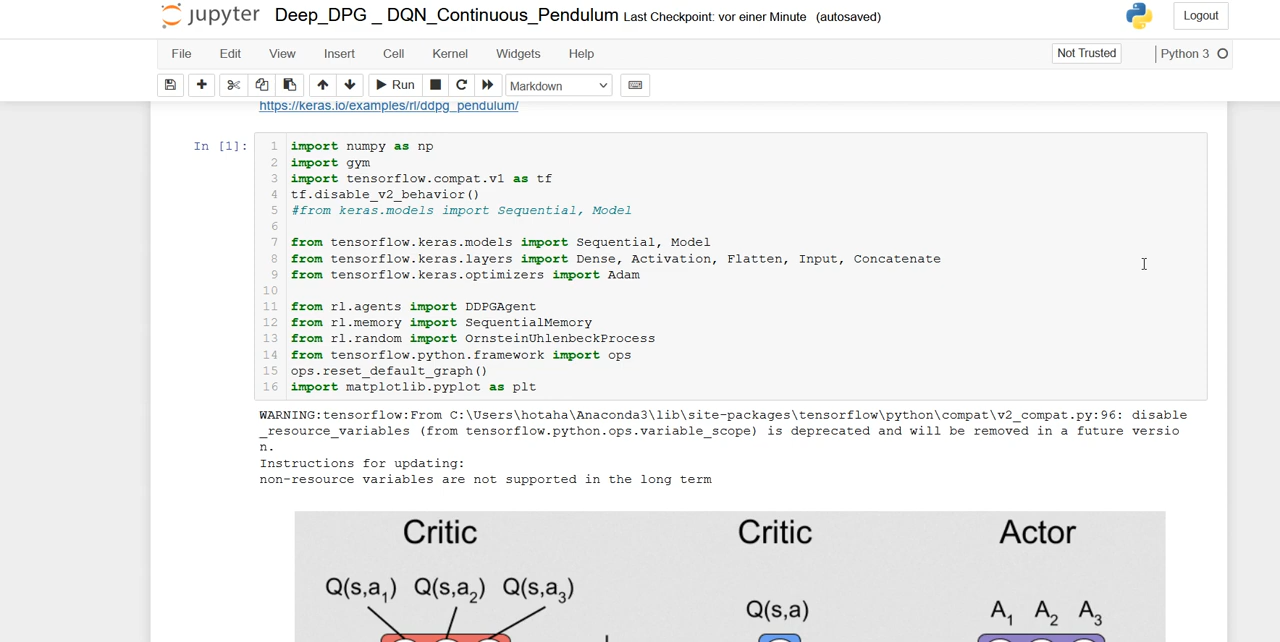 jupyter Deep_DPG _ DQN_Continuous_Pendulum Last Checkpoint: vor einer Minute (autosaved) Logout
File Edit View Insert Cell Kernel Widgets Help Not Trusted Python 3
Run Markdown
https://keras.io/examples/rl/ddpg_pendulum/
In [1]:
1 import numpy as np
2 import gym
3 import tensorflow.compat.v1 as tf
4 tf.disable_v2_behavior()
5 #from keras.models import Sequential, Model
6
7 from tensorflow.keras.models import Sequential, Model
8 from tensorflow.keras.layers import Dense, Activation, Flatten, Input, Concatenate
9 from tensorflow.keras.optimizers import Adam
10
11 from rl.agents import DDPGAgent
12 from rl.memory import SequentialMemory
13 from rl.random import OrnsteinUhlenbeckProcess
14 from tensorflow.python.framework import ops
15 ops.reset_default_graph()
16 import matplotlib.pyplot as plt
WARNING:tensorflow:From C:\Users\hotaha\Anaconda3\lib\site-packages\tensorflow\python\compat\v2_compat.py:96: disable
_resource_variables (from tensorflow.python.ops.variable_scope) is deprecated and will be removed in a future versio
n.
Instructions for updating:
non-resource variables are not supported in the long term
Critic Critic Actor
Q(s,a₁) Q(s,a₂) Q(s,a₃)
Q(s,a) A₁ A₂ A₃